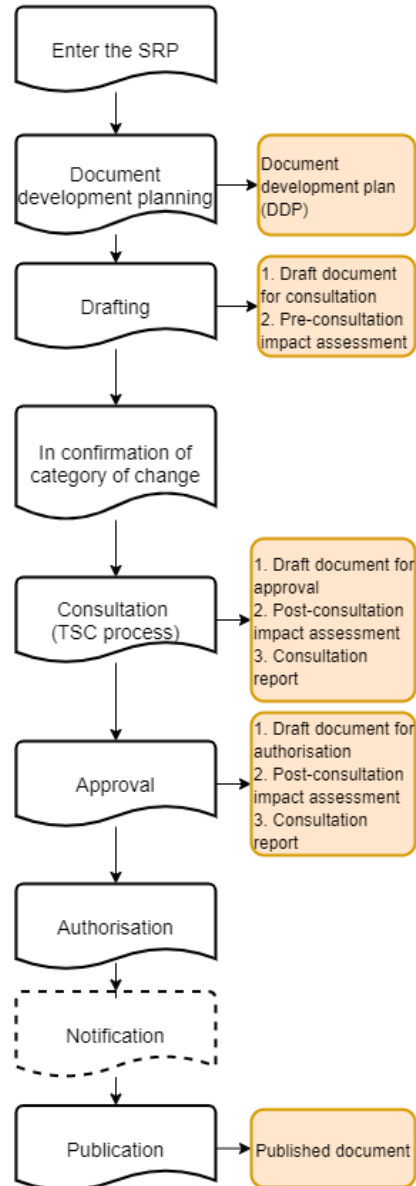 Enter the SRP
Document
development planning
Document
development plan
(DDP)
Drafting
1. Draft document
for consultation
2. Pre-consultation
impact assessment
In confirmation of
category of change
Consultation
(TSC process)
1. Draft document for
approval
2. Post-consultation
impact assessment
3. Consultation
report
Approval
1. Draft document for
authorisation
2. Post-consultation
impact assessment
3. Consultation
report
Authorisation
Notification
Publication
Published document